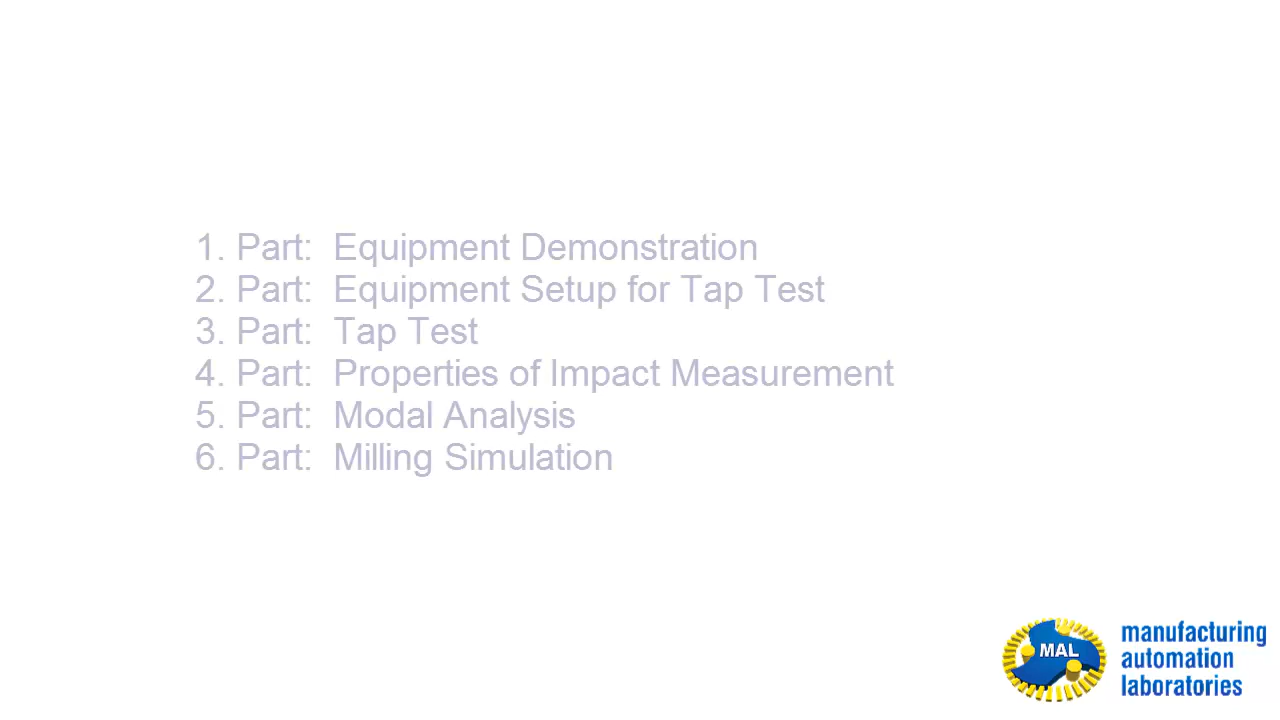 1. Part: Equipment Demonstration
2. Part: Equipment Setup for Tap Test
3. Part: Tap Test
4. Part: Properties of Impact Measurement
5. Part: Modal Analysis
6. Part: Milling Simulation
MAL
manufacturing
automation
laboratories